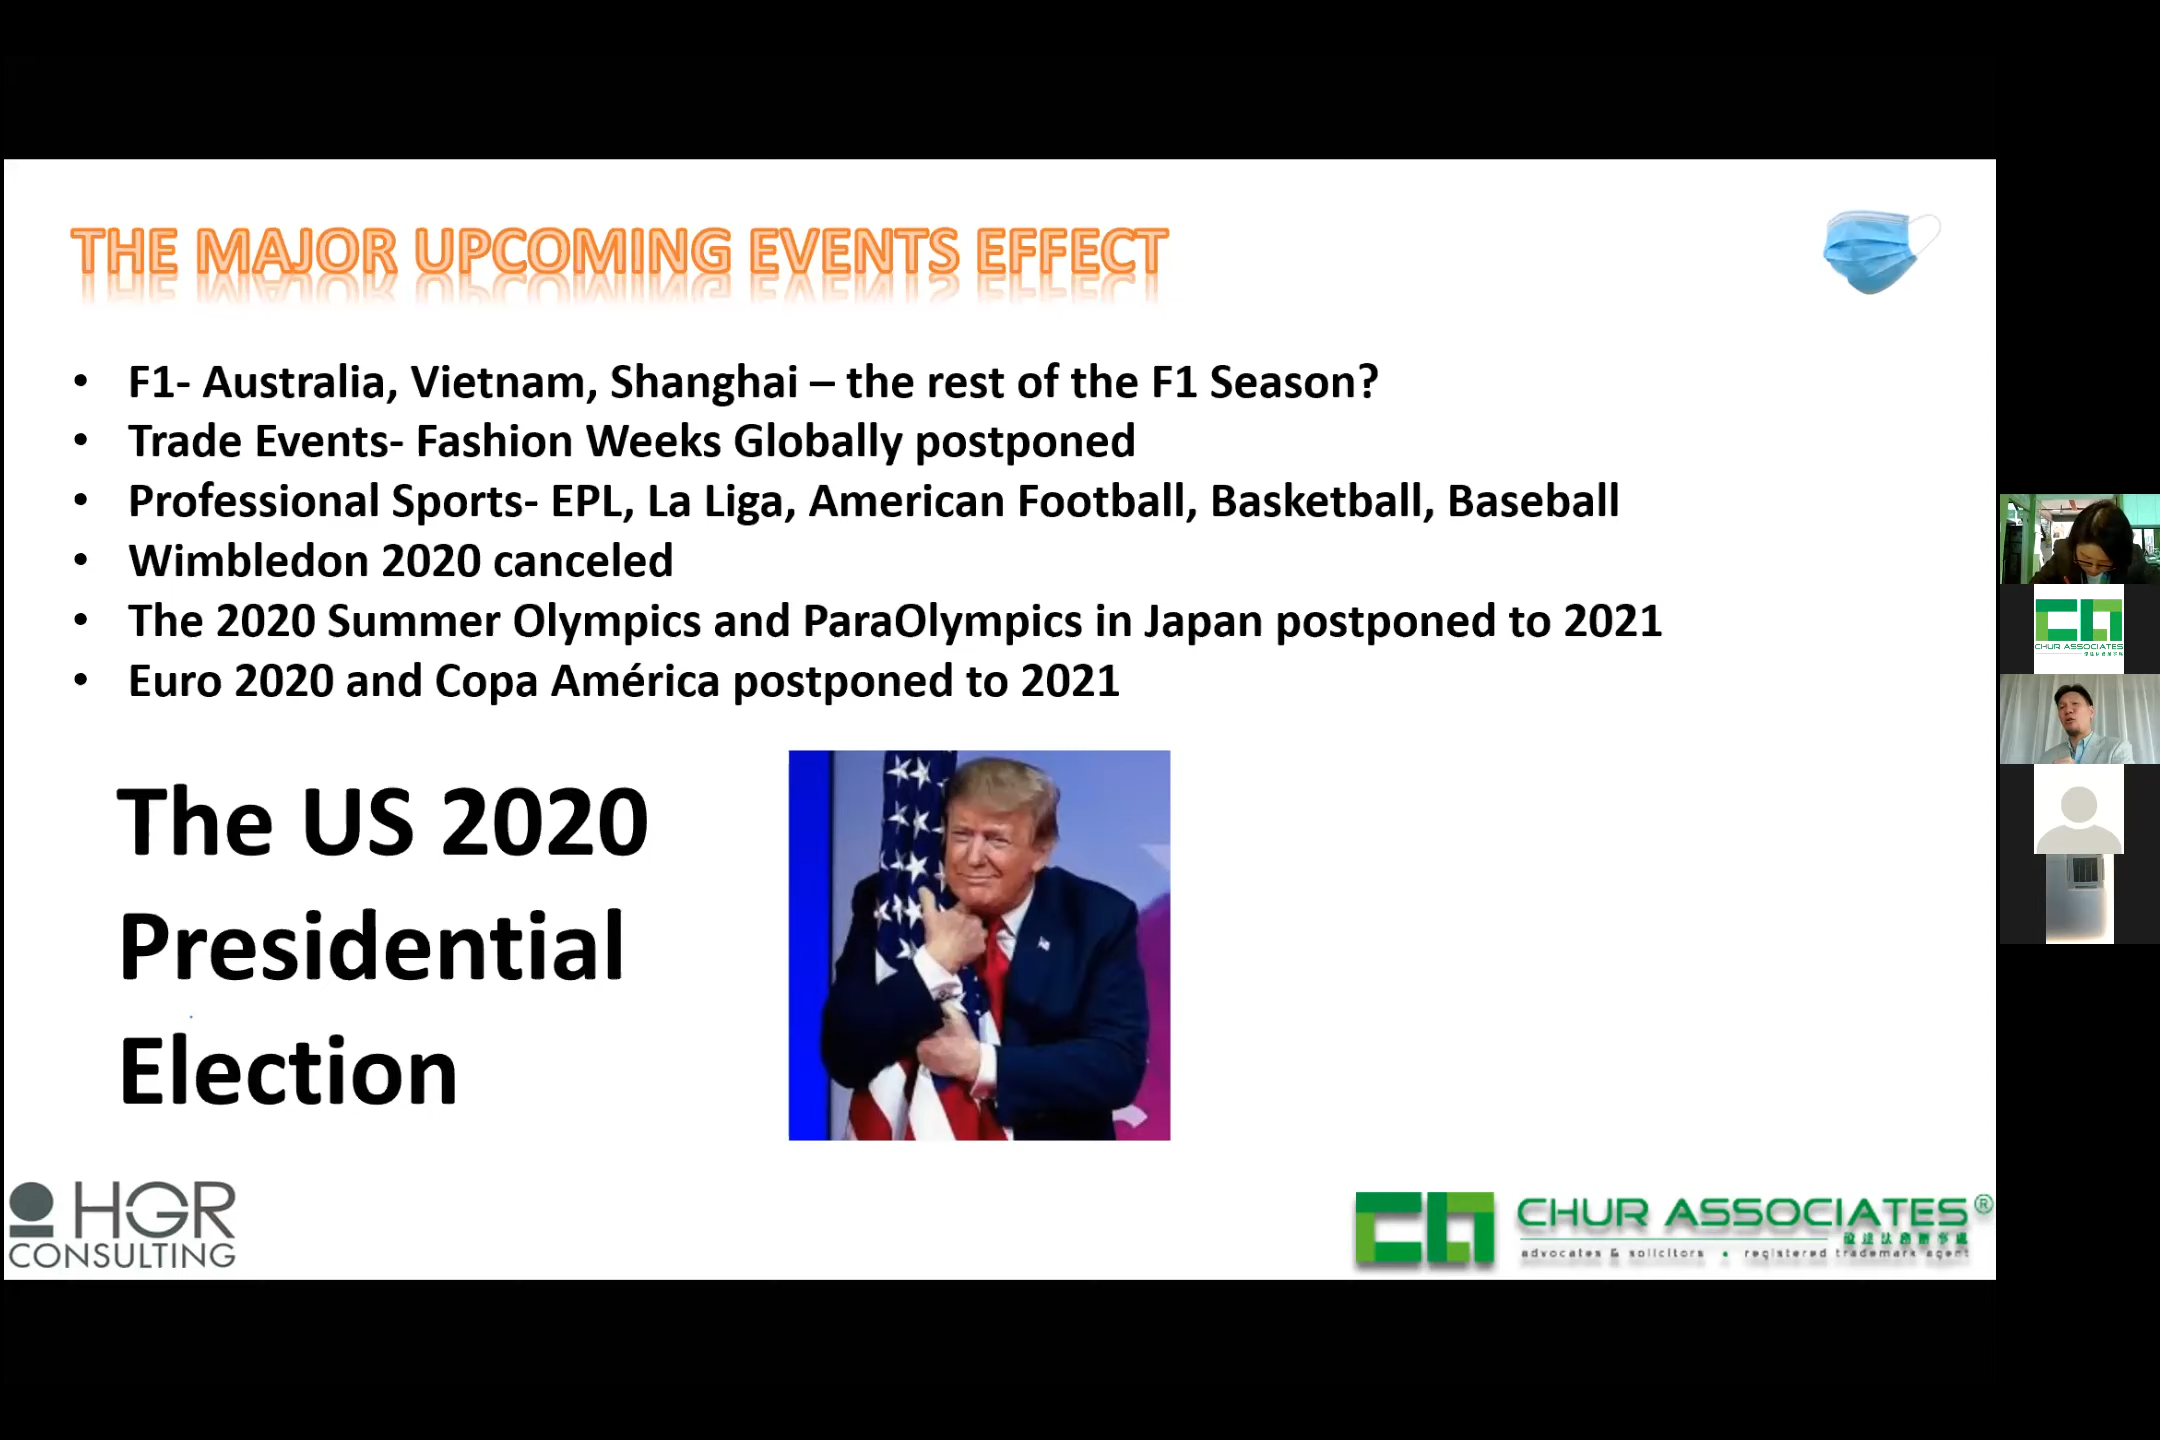 THE MAJOR UPCOMING EVENTS EFFECT
• F1- Australia, Vietnam, Shanghai – the rest of the F1 Season?
• Trade Events- Fashion Weeks Globally postponed
• Professional Sports- EPL, La Liga, American Football, Basketball, Baseball
• Wimbledon 2020 canceled
• The 2020 Summer Olympics and ParaOlympics in Japan postponed to 2021
• Euro 2020 and Copa América postponed to 2021
The US 2020
Presidential
Election
HGR
CONSULTING
CHUR ASSOCIATES®
advocates & solicitors • registered trademark agent
CHUR ASSOCIATES